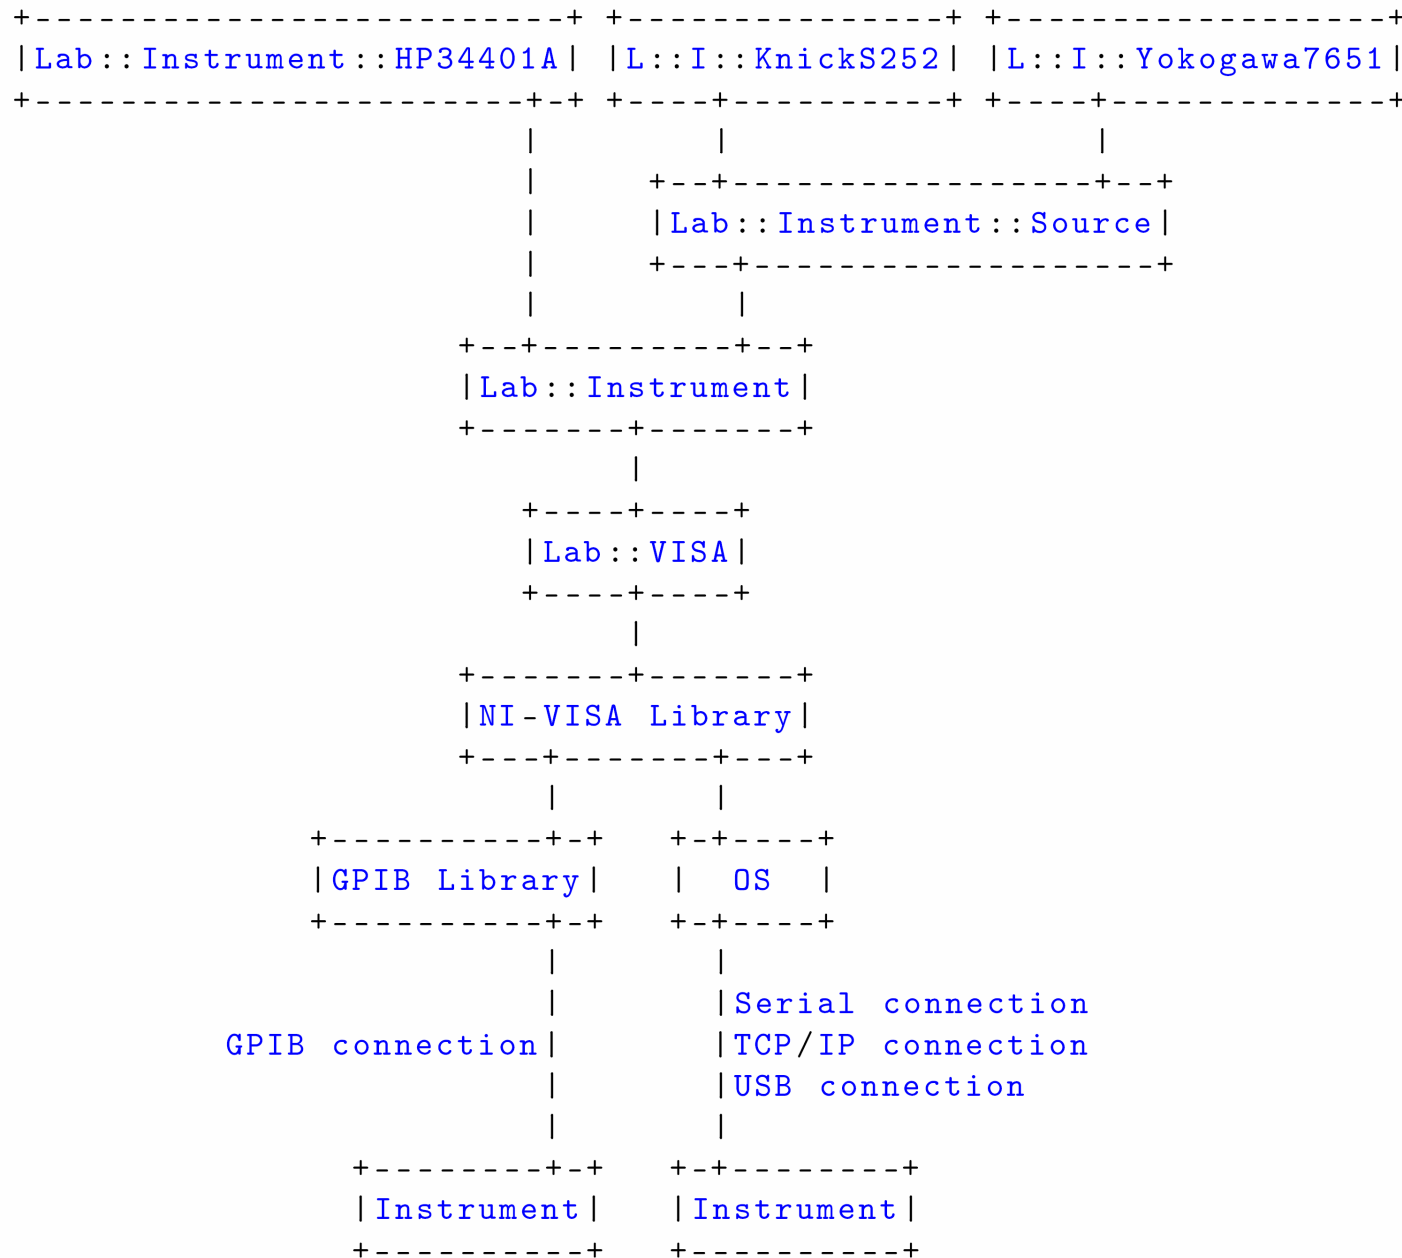 +-------------------------+ +---------------+ +------------------+
|Lab::Instrument::HP34401A| |L::I::KnickS252| |L::I::Yokogawa7651|
+-----------------------+-+ +----+----------+ +----+-------------+
                        |        |                 |
                        |     +--+-----------------+--+
                        |     |Lab::Instrument::Source|
                        |     +---+-------------------+
                        |         |
                     +--+---------+--+
                     |Lab::Instrument|
                     +-------+-------+
                             |
                        +----+----+
                        |Lab::VISA|
                        +----+----+
                             |
                     +-------+-------+
                     |NI-VISA Library|
                     +---+-------+---+
                         |       |
              +----------+-+   +-+----+
              |GPIB Library|   |  OS  |
              +----------+-+   +-+----+
                         |       |
                         |       |Serial connection
          GPIB connection|       |TCP/IP connection
                         |       |USB connection
                         |       |
                +--------+-+   +-+--------+
                |Instrument|   |Instrument|
                +----------+   +----------+